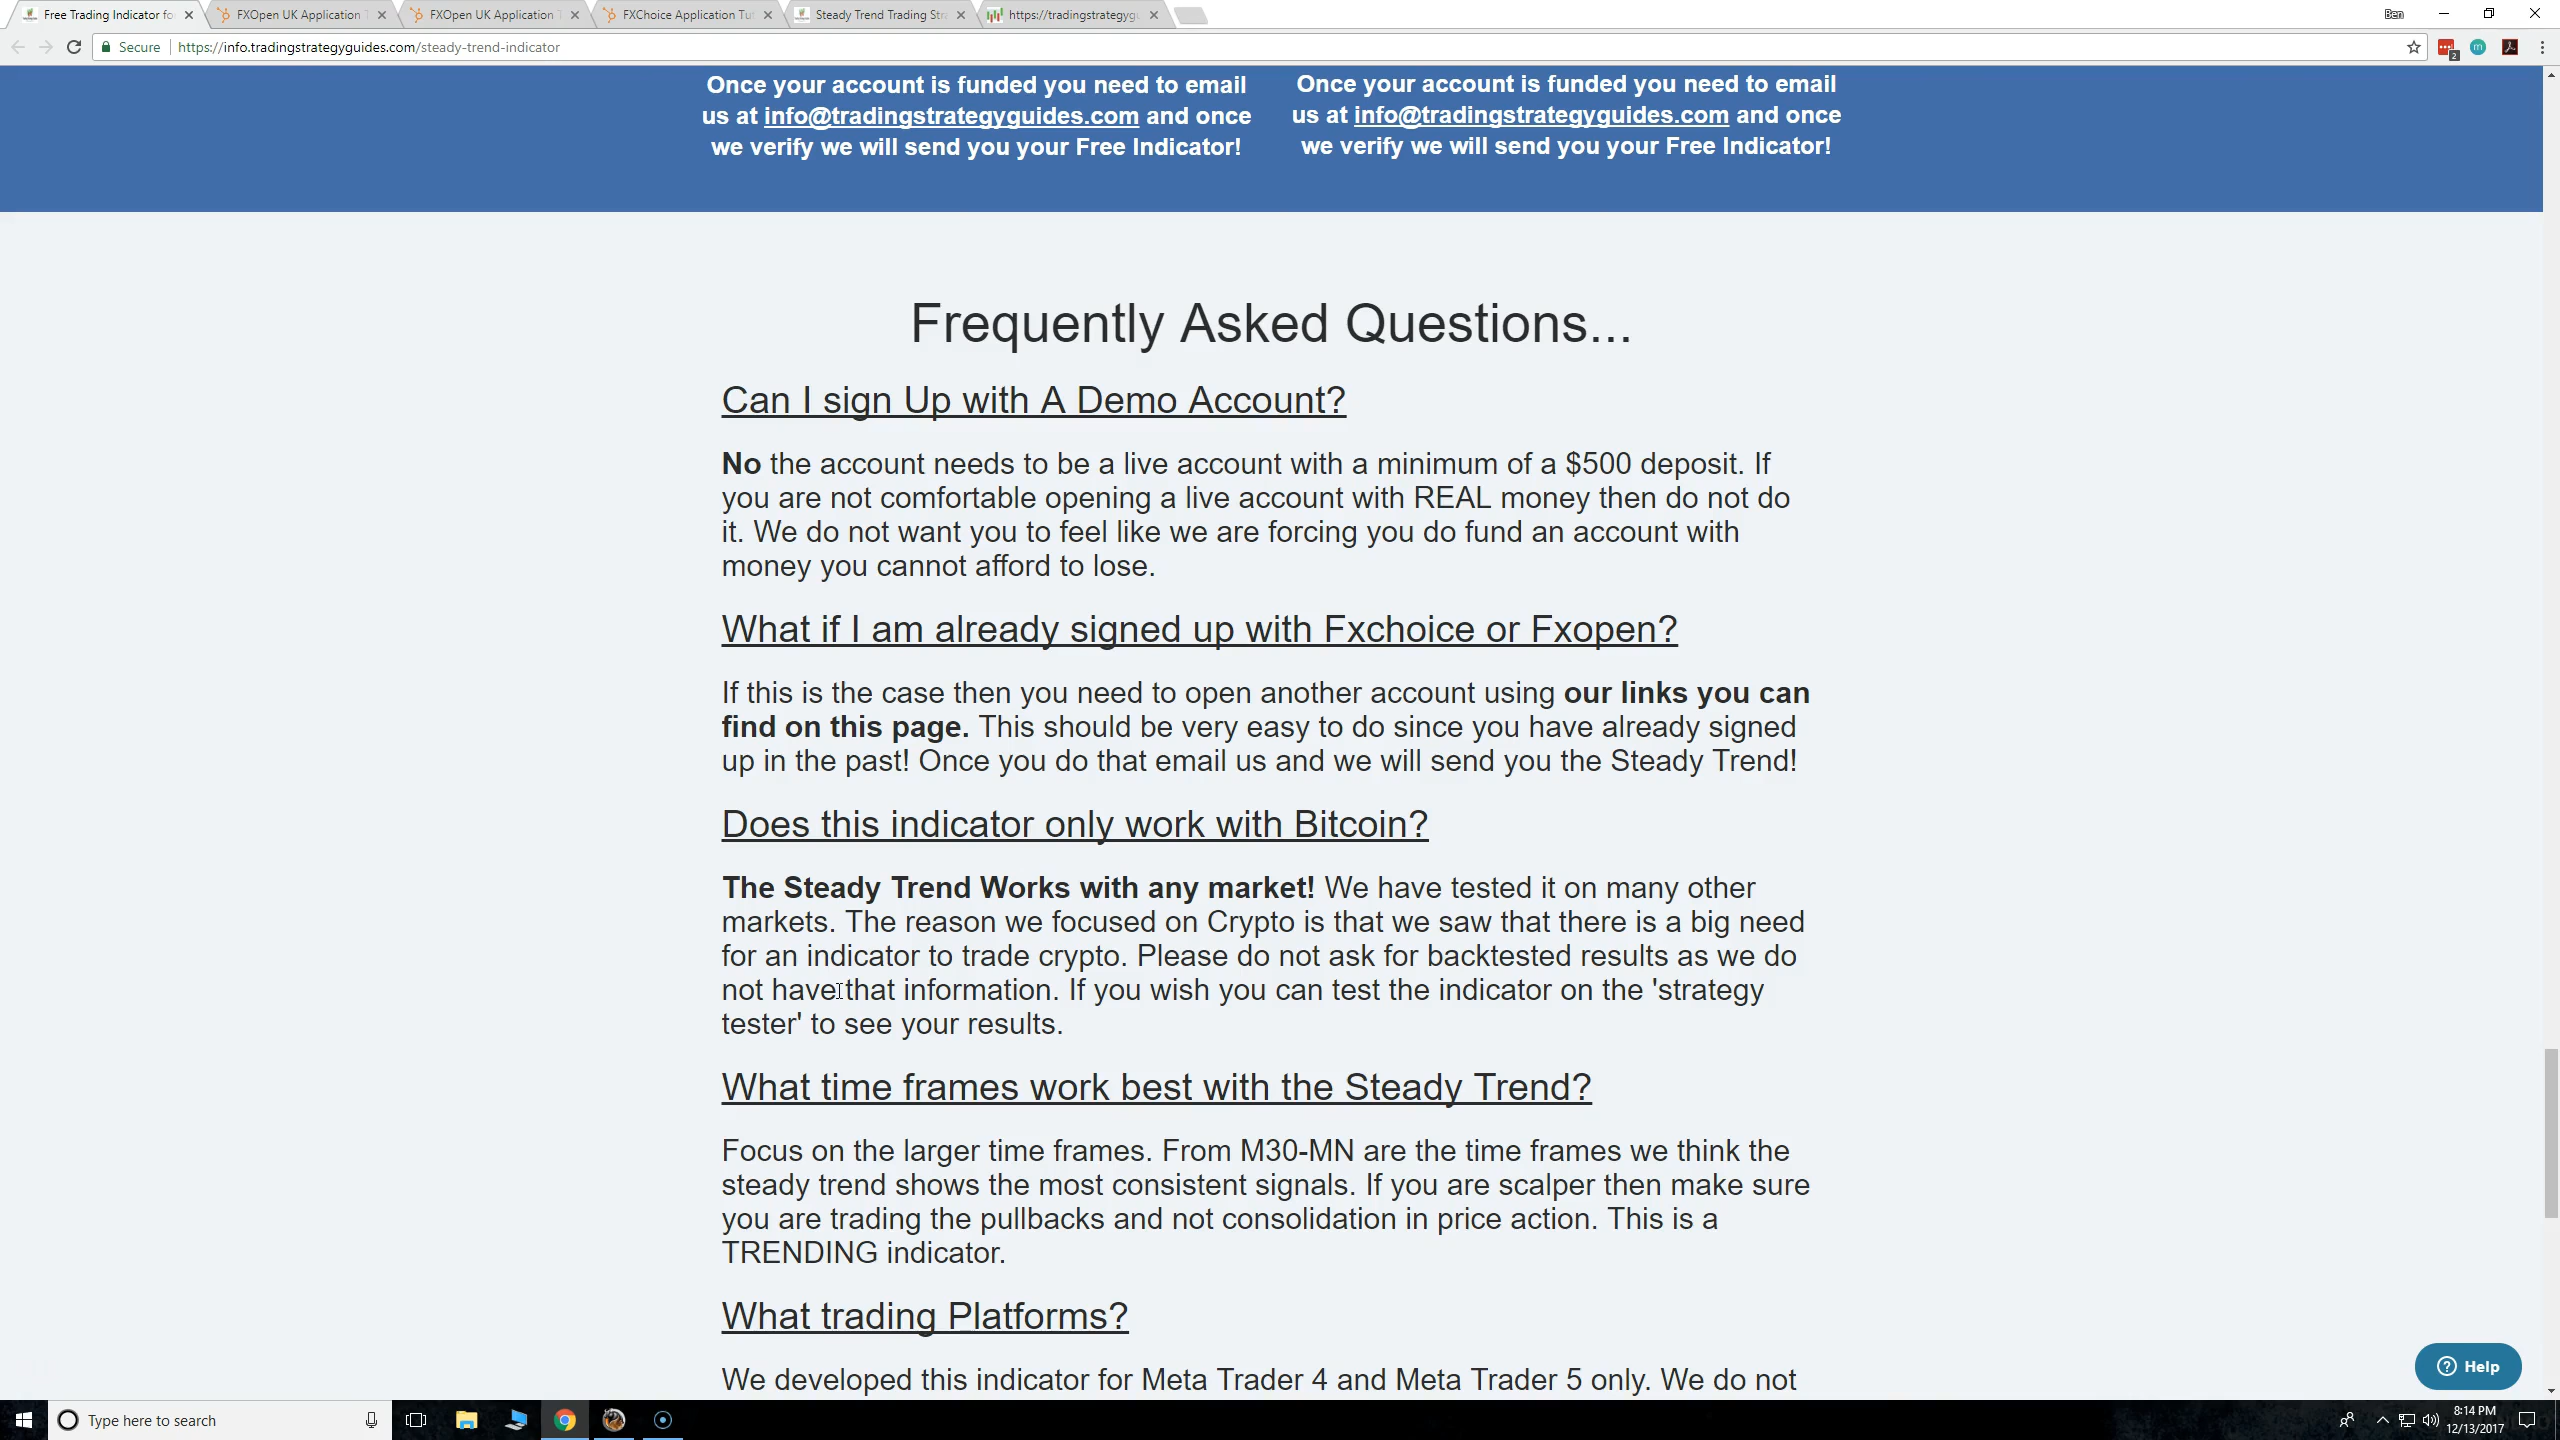 Free Trading Indicator fo
FXOpen UK Application T
FXOpen UK Application T
FXChoice Application Tut
Steady Trend Trading Str
https://tradingstrategygu
Ben
Secure
https://info.tradingstrategyguides.com/steady-trend-indicator
2
m
Once your account is funded you need to email
us at info@tradingstrategyguides.com and once
we verify we will send you your Free Indicator!
Once your account is funded you need to email
us at info@tradingstrategyguides.com and once
we verify we will send you your Free Indicator!
Frequently Asked Questions...
Can I sign Up with A Demo Account?
No the account needs to be a live account with a minimum of a $500 deposit. If
you are not comfortable opening a live account with REAL money then do not do
it. We do not want you to feel like we are forcing you do fund an account with
money you cannot afford to lose.
What if I am already signed up with Fxchoice or Fxopen?
If this is the case then you need to open another account using our links you can
find on this page. This should be very easy to do since you have already signed
up in the past! Once you do that email us and we will send you the Steady Trend!
Does this indicator only work with Bitcoin?
The Steady Trend Works with any market! We have tested it on many other
markets. The reason we focused on Crypto is that we saw that there is a big need
for an indicator to trade crypto. Please do not ask for backtested results as we do
not have that information. If you wish you can test the indicator on the 'strategy
tester' to see your results.
What time frames work best with the Steady Trend?
Focus on the larger time frames. From M30-MN are the time frames we think the
steady trend shows the most consistent signals. If you are scalper then make sure
you are trading the pullbacks and not consolidation in price action. This is a
TRENDING indicator.
What trading Platforms?
We developed this indicator for Meta Trader 4 and Meta Trader 5 only. We do not
Help
Type here to search
8:14 PM
12/13/2017